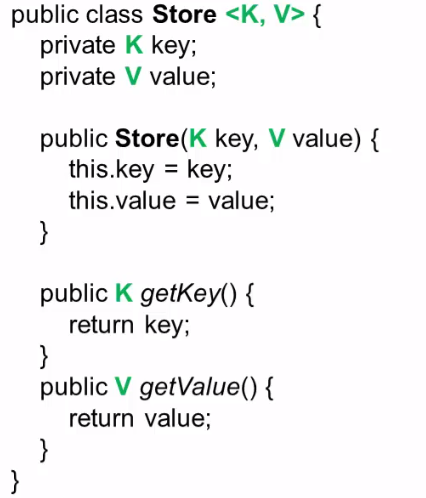 public class Store <K, V> {
private K key;
private V value;
public Store(K key, V value) {
this.key = key;
this.value = value;
}
public K getKey() {
return key;
}
public V getValue() {
return value;
}
}